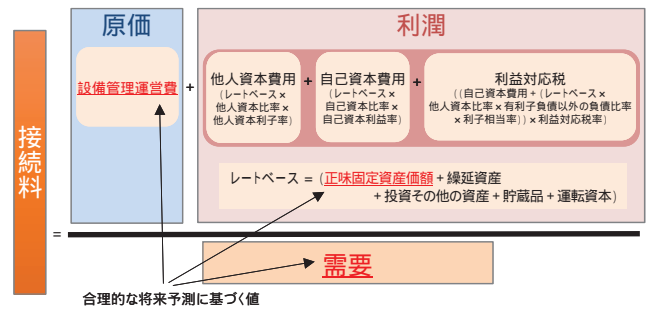 原価
利潤
設備管理運営費
+
他人資本費用
(レートベース×
他人資本比率×
他人資本利子率)
+
自己資本費用
(レートベース×
自己資本比率×
自己資本利益率)
+
利益対応税
((自己資本費用+(レートベース×
他人資本比率×有利子負債以外の負債比率
×利子相当率))×利益対応税率)
レートベース = (正味固定資産価額+繰延資産
+投資その他の資産+貯蔵品+運転資本)
接続料
=
需要
合理的な将来予測に基づく値